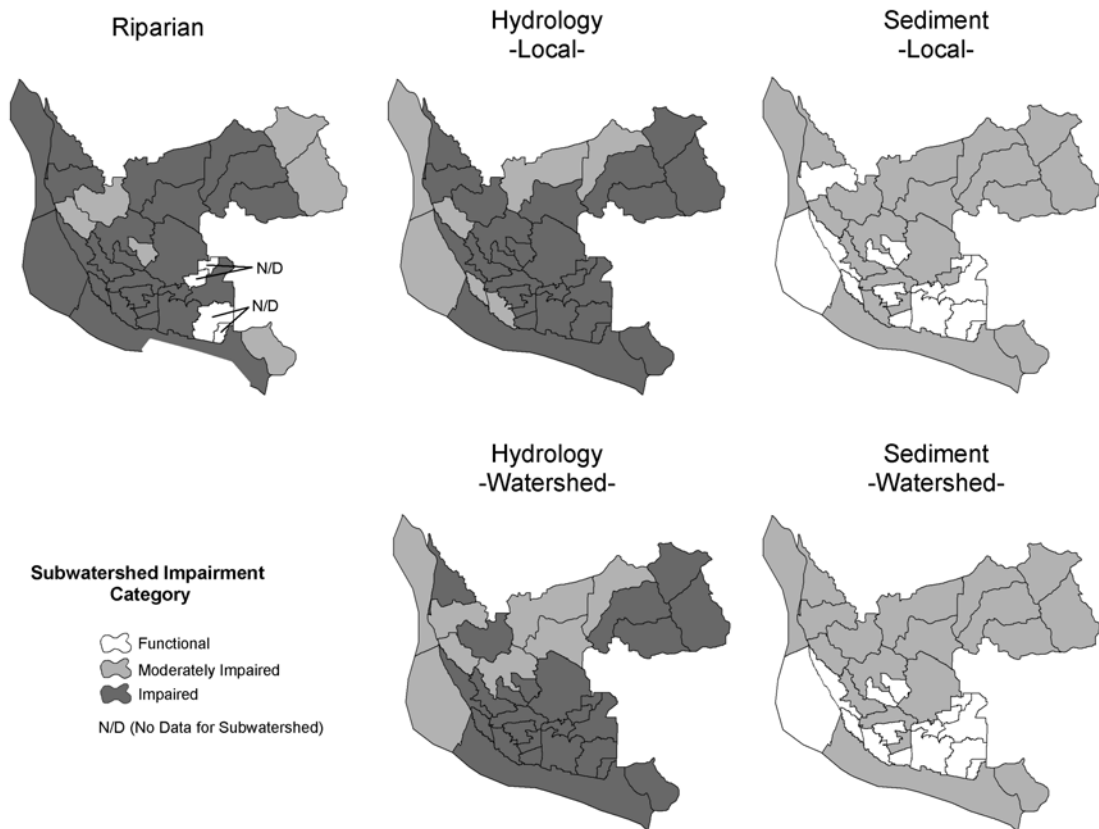 Riparian
Hydrology
-Local-
Sediment
-Local-
N/D
N/D
Hydrology
-Watershed-
Sediment
-Watershed-
Subwatershed Impairment
Category
Functional
Moderately Impaired
Impaired
N/D (No Data for Subwatershed)